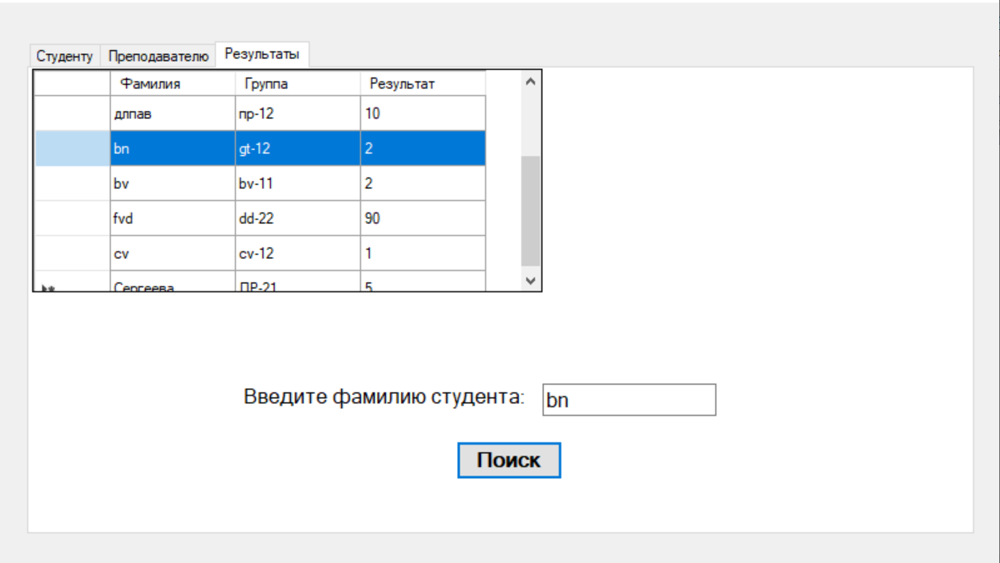 Студенту Преподавателю Результаты
Фамилия Группа Результат
длпав пр-12 10
bn gt-12 2
bv bv-11 2
fvd dd-22 90
cv cv-12 1
Сергеева ПР-21 5
Введите фамилию студента: bn
Поиск